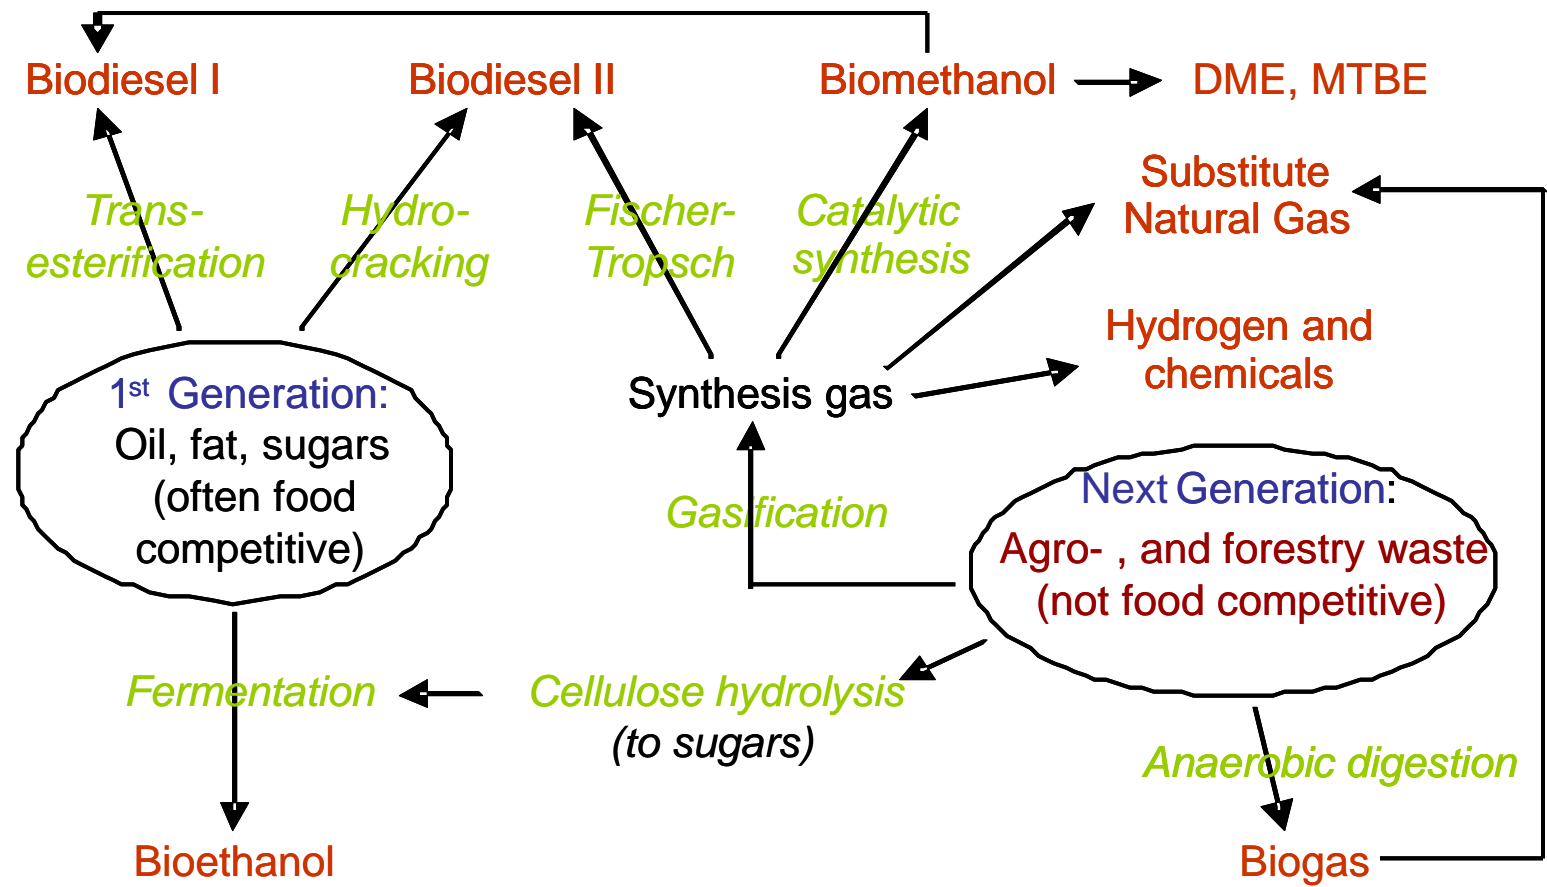 Biodiesel I
Biodiesel II
Biomethanol
DME, MTBE
Substitute
Natural Gas
Trans-
esterification
Hydro-
cracking
Fischer-
Tropsch
Catalytic
synthesis
Hydrogen and
chemicals
1st Generation:
Oil, fat, sugars
(often food
competitive)
Synthesis gas
Gasification
Next Generation:
Agro- , and forestry waste
(not food competitive)
Fermentation
Cellulose hydrolysis
(to sugars)
Anaerobic digestion
Bioethanol
Biogas